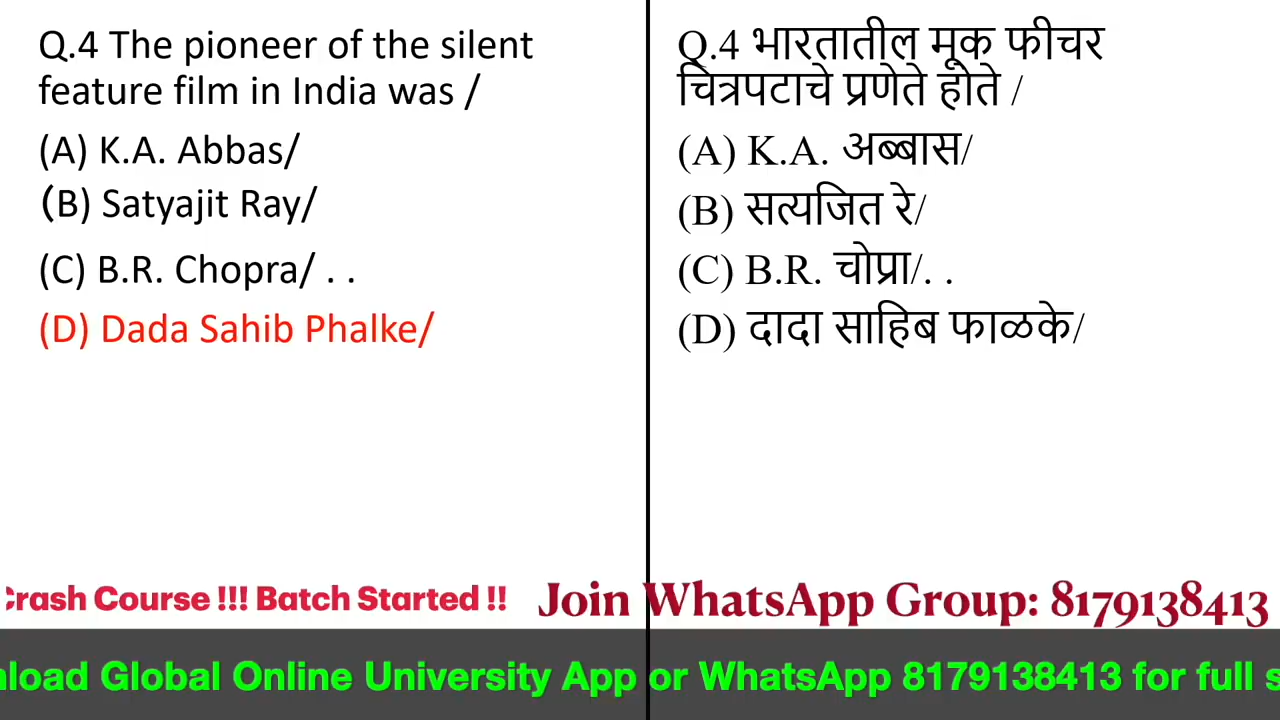 Q.4 The pioneer of the silent
feature film in India was /
(A) K.A. Abbas/
(B) Satyajit Ray/
(C) B.R. Chopra/ . .
(D) Dada Sahib Phalke/
Q.4 भारतातील मूक फीचर
चित्रपटाचे प्रणेते होते /
(A) K.A. अब्बास/
(B) सत्यजित रे/
(C) B.R. चोप्रा/. .
(D) दादा साहिब फाळके/
Crash Course !!! Batch Started !!
Join WhatsApp Group: 8179138413
nload Global Online University App or WhatsApp 8179138413 for full s